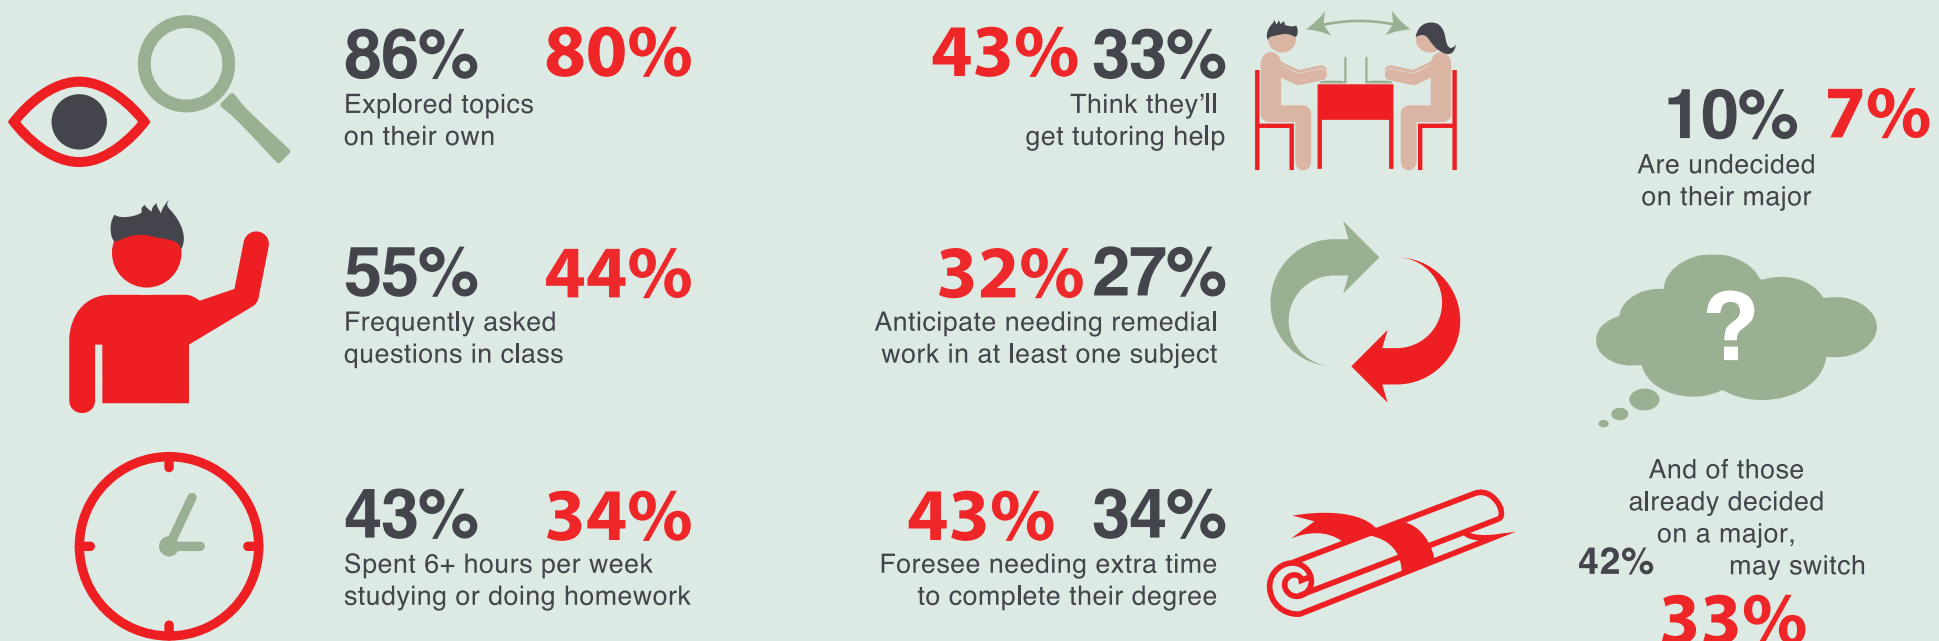 86% 80%
Explored topics
on their own
55% 44%
Frequently asked
questions in class
43% 34%
Spent 6+ hours per week
studying or doing homework
43% 33%
Think they’ll
get tutoring help
32% 27%
Anticipate needing remedial
work in at least one subject
43% 34%
Foresee needing extra time
to complete their degree
10% 7%
Are undecided
on their major
?
And of those
already decided
on a major,
42% may switch
33%